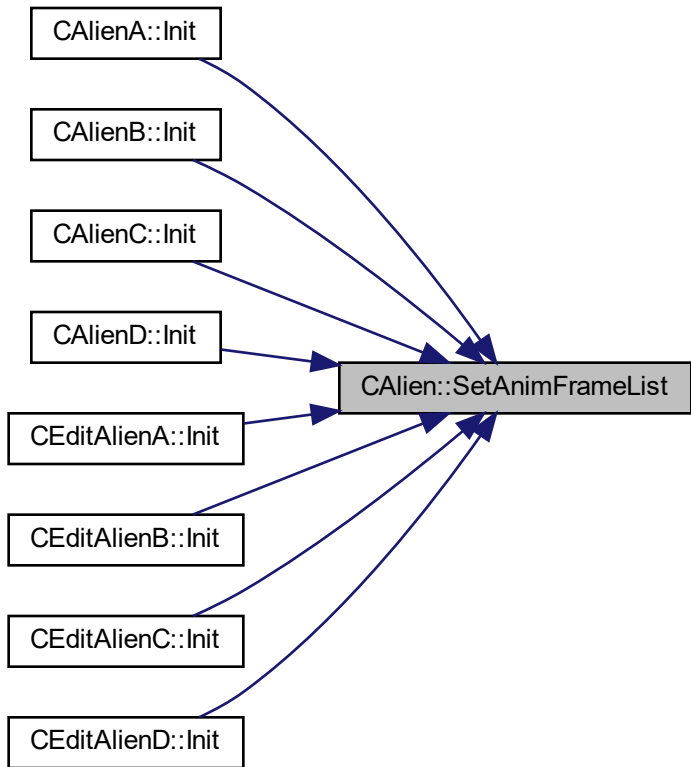 CAlienA::Init
CAlienB::Init
CAlienC::Init
CAlienD::Init
CAlien::SetAnimFrameList
CEditAlienA::Init
CEditAlienB::Init
CEditAlienC::Init
CEditAlienD::Init